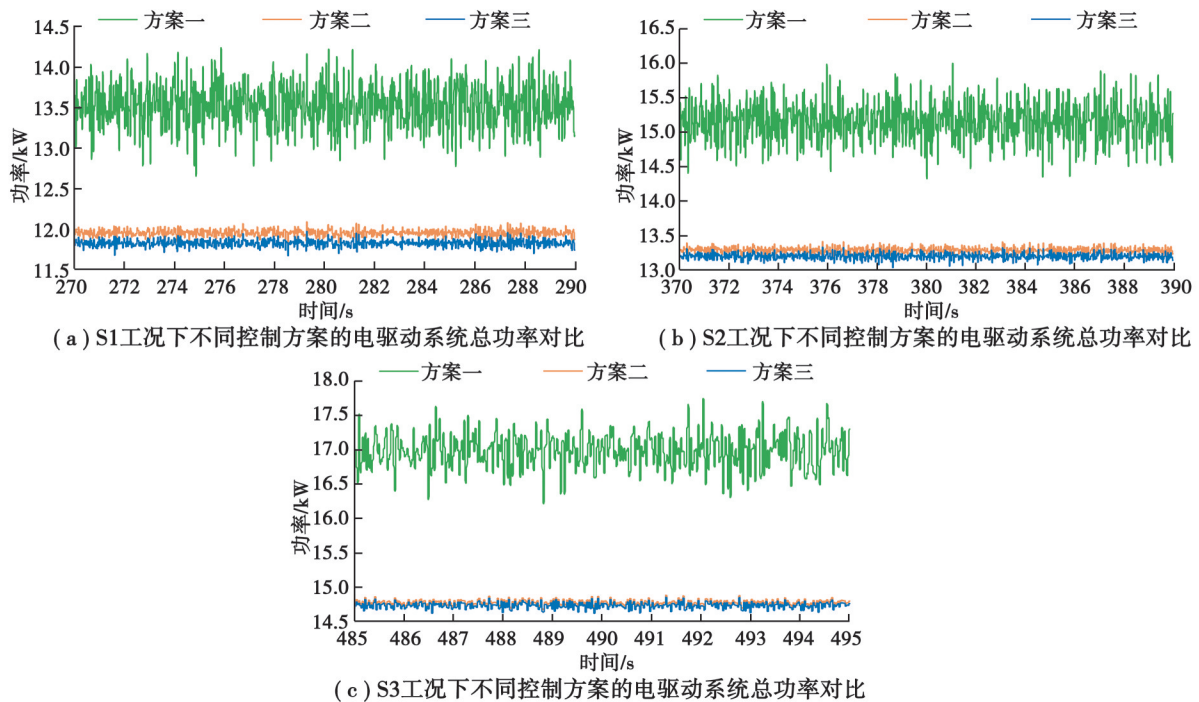 方案一 方案二 方案三
14.5
14.0
13.5
13.0
12.5
12.0
11.5
功率/kW
270 272 274 276 278 280 282 284 286 288 290
时间/s
(a)S1工况下不同控制方案的电驱动系统总功率对比
方案一 方案二 方案三
16.5
16.0
15.5
15.0
14.5
13.5
13.0
功率/kW
370 372 374 376 378 380 382 384 386 388 390
时间/s
(b)S2工况下不同控制方案的电驱动系统总功率对比
方案一 方案二 方案三
18.0
17.5
17.0
16.5
16.0
15.5
15.0
14.5
功率/kW
485 486 487 488 489 490 491 492 493 494 495
时间/s
(c)S3工况下不同控制方案的电驱动系统总功率对比